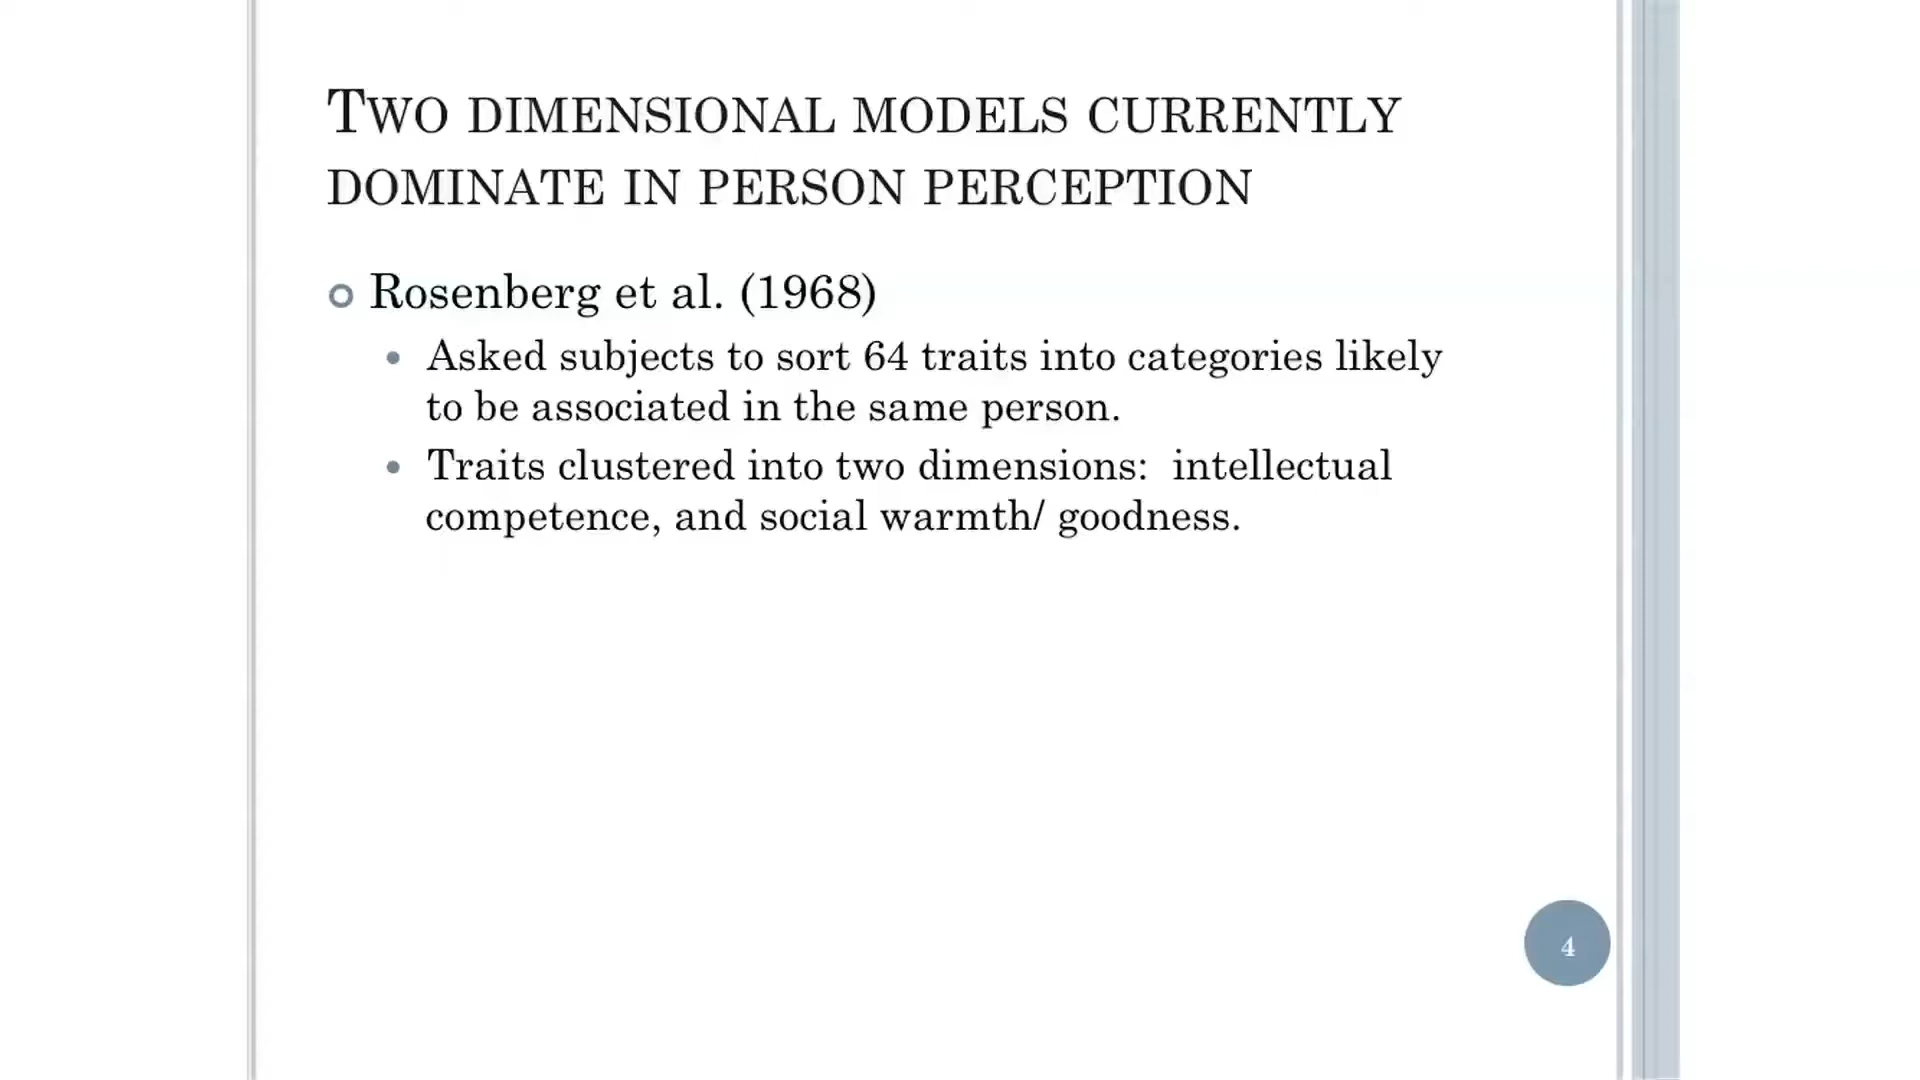 TWO DIMENSIONAL MODELS CURRENTLY
DOMINATE IN PERSON PERCEPTION
Rosenberg et al. (1968)
Asked subjects to sort 64 traits into categories likely
to be associated in the same person.
Traits clustered into two dimensions:  intellectual
competence, and social warmth/ goodness.
4